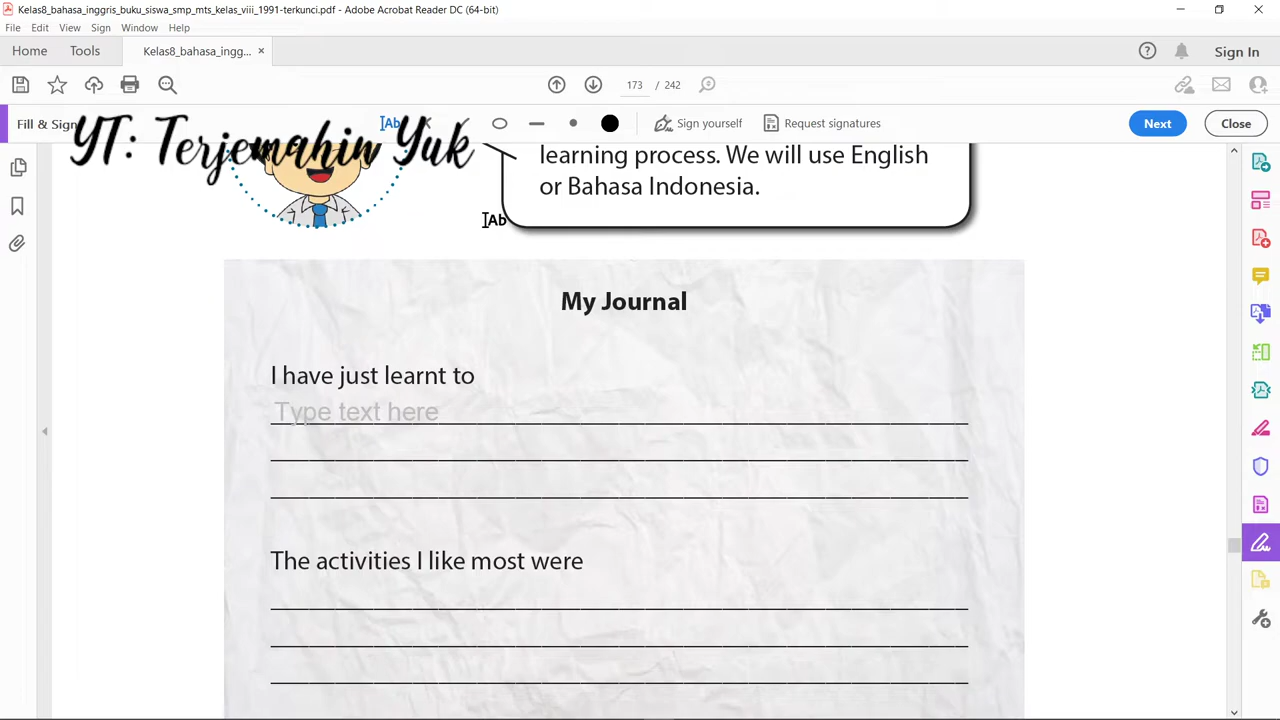 Kelas8_bahasa_inggris_buku_siswa_smp_mts_kelas_viii_1991-terkunci.pdf - Adobe Acrobat Reader DC (64-bit)
File Edit View Sign Window Help
Home Tools Kelas8_bahasa_ingg... × Sign In
173 / 242
Fill & Sign Ab Sign yourself Request signatures Next Close
YT: Terjemahin Yuk
learning process. We will use English
or Bahasa Indonesia.
Ab
My Journal
I have just learnt to
Type text here
The activities I like most were